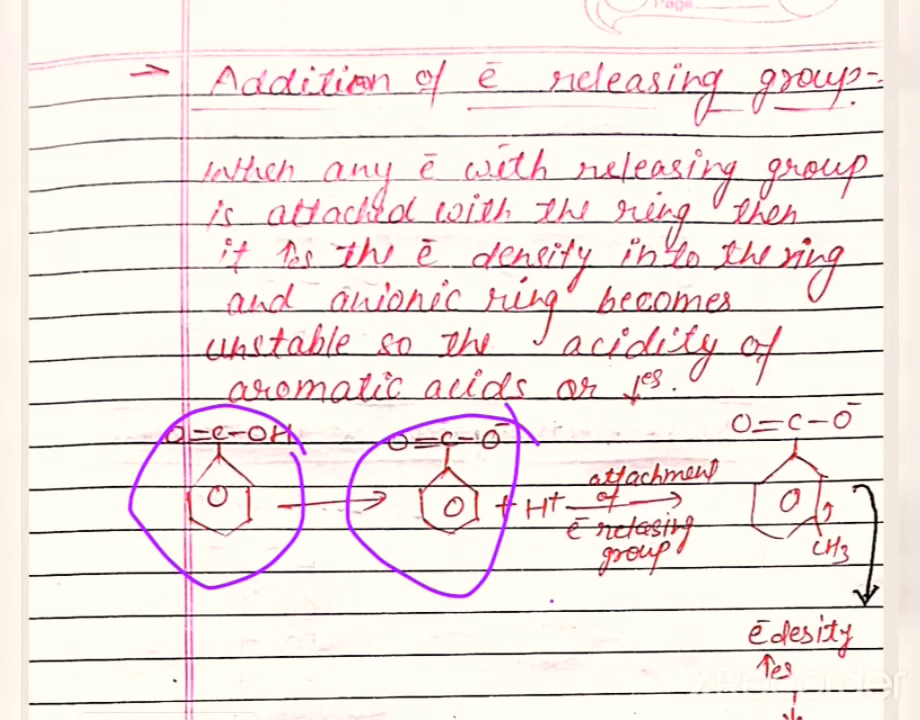 Page
→ Addition of ē releasing group:-
When any ē with releasing group
is attached with the ring then
it ↑es the ē density into the ring
and anionic ring becomes
unstable so the acidity of
aromatic acids or ↓es.
O=C-OH
O=C-O⁻
O=C-O⁻
+ H+
attachment
of
ē relasing
group
CH3
ē desity
↑es
↓